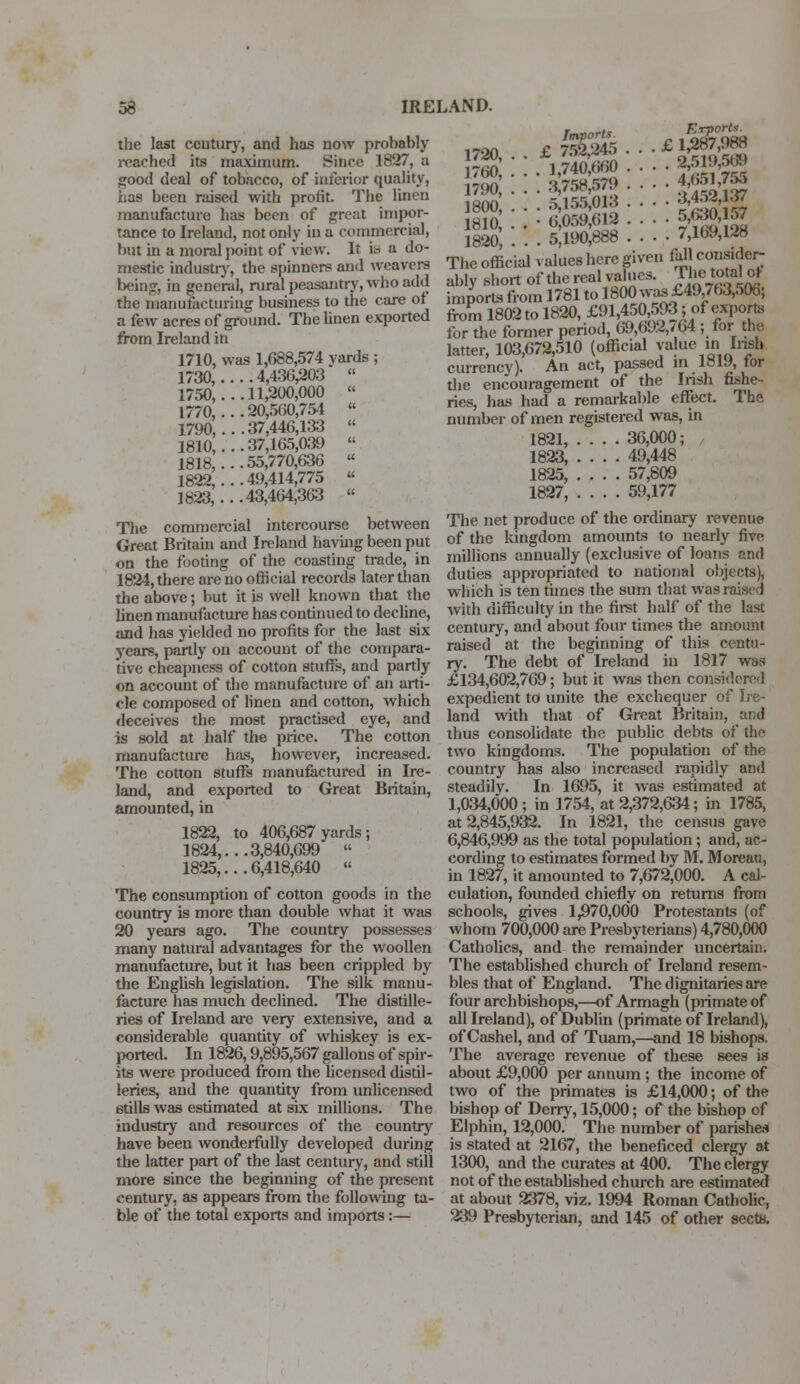 58 IRELAND.
the last century, and has now probably
reached its maximum. Since 1827, a
good deal of tobacco, of inferior quality,
has been raised with profit. The linen
manufacture has been of great impor-
tance to Ireland, not only in a commercial,
but in a moral point of view. It is a do-
mestic industry, the spinners and weavers
being, in general, rural peasantry, who add
the manufacturing business to the care of
a few acres of ground. The linen exported
from Ireland in
1710, was 1,688,574 yards;
1730, .... 4,436,203 "
1750, ... 11,200,000 "
1770, ... 20,560,754 "
1790, ... 37,446,133 "
1810, ... 37,165,039 "
1818, ... 55,770,636 "
1822, ... 49,414,775 "
1823, ... 43,464,363 "
The commercial intercourse between
Great Britain and Ireland having been put
on the footing of the coasting trade, in
1824, there are no official records later than
the above; but it is well known that the
linen manufacture has continued to decline,
and has yielded no profits for the last six
years, partly on account of the compara-
tive cheapness of cotton stuffs, and partly
on account of the manufacture of an arti-
cle composed of linen and cotton, which
deceives the most practised eye, and
is sold at half the price. The cotton
manufacture has, however, increased.
The cotton stuffs manufactured in Ire-
land, and exported to Great Britain,
amounted, in
1822, to 406,687 yards;
1824, ... 3,840,699 "
1825, ... 6,418,640 "
The consumption of cotton goods in the
country is more than double what it was
20 years ago. The country possesses
many natural advantages for the woollen
manufacture, but it has been crippled by
the English legislation. The silk manu-
facture has much declined. The distille-
ries of Ireland are very extensive, and a
considerable quantity of whiskey is ex-
ported. In 1826, 9,895,567 gallons of spir-
its were produced from the licensed distil-
leries, and the quantity from unlicensed
stills was estimated at six millions. The
industry and resources of the country
have been wonderfully developed during
the latter part of the last century, and still
more since the beginning of the present
century, as appears from the following ta-
ble of the total exports and imports:—
Imports. Exports.
1720, . . £ 752,245 . . . £ 1,287,988
1760, . . . 1,740,660 . . . . 2,519,569
1790, . . . 3,758,579 . . . . 4,651,755
1800, . . . 5,155,013 . . . . 3,452,137
1810, . . . 6,059,612 . . . . 5,630,157
1820, . . . 5,190,888 . . . . 7,169,128
The official values here given fall consider-
ably short of the real values. The total of
imports from 1781 to 1800 was £49,763,506;
from 1802 to 1820, £91,450,593; of exports
for the former period, 69,692,764; for the
latter, 103,672,510 (official value in Irish
currency). An act, passed in 1819, for
the encouragement of the Irish fishe-
ries, has had a remarkable effect. The
number of men registered was, in
1821, . . . . 36,000;
1823, . . . . 49,448
1825, . . . . 57,809
1827, . . . . 59,177
The net produce of the ordinary revenue
of the kingdom amounts to nearly five
millions annually (exclusive of loans and
duties appropriated to national objects),
which is ten times the sum that was raised
with difficulty in the first half of the last
century, and about four times the amount
raised at the beginning of this centu-
ry. The debt of Ireland in 1817 was
£134,602,769; but it was then considered
expedient to unite the exchequer of Ire-
land with that of Great Britain, and
thus consolidate the public debts of the
two kingdoms. The population of the
country has also increased rapidly and
steadily. In 1695, it was estimated at
1,034,000; in 1754, at 2,372,634; in 1785,
at 2,845,932. In 1821, the census gave
6,846,999 as the total population; and, ac-
cording to estimates formed by M. Moreau,
in 1827, it amounted to 7,672,000. A cal-
culation, founded chiefly on returns from
schools, gives 1,970,000 Protestants (of
whom 700,000 are Presbyterians) 4,780,000
Catholics, and the remainder uncertain.
The established church of Ireland resem-
bles that of England. The dignitaries are
four archbishops,—of Armagh (primate of
all Ireland), of Dublin (primate of Ireland),
of Cashel, and of Tuam,—and 18 bishops.
The average revenue of these sees is
about £9,000 per annum; the income of
two of the primates is £14,000; of the
bishop of Derry, 15,000; of the bishop of
Elphin, 12,000. The number of parishes
is stated at 2167, the beneficed clergy at
1300, and the curates at 400. The clergy
not of the established church are estimated
at about 2378, viz. 1994 Roman Catholic,
239 Presbyterian, and 145 of other sects.